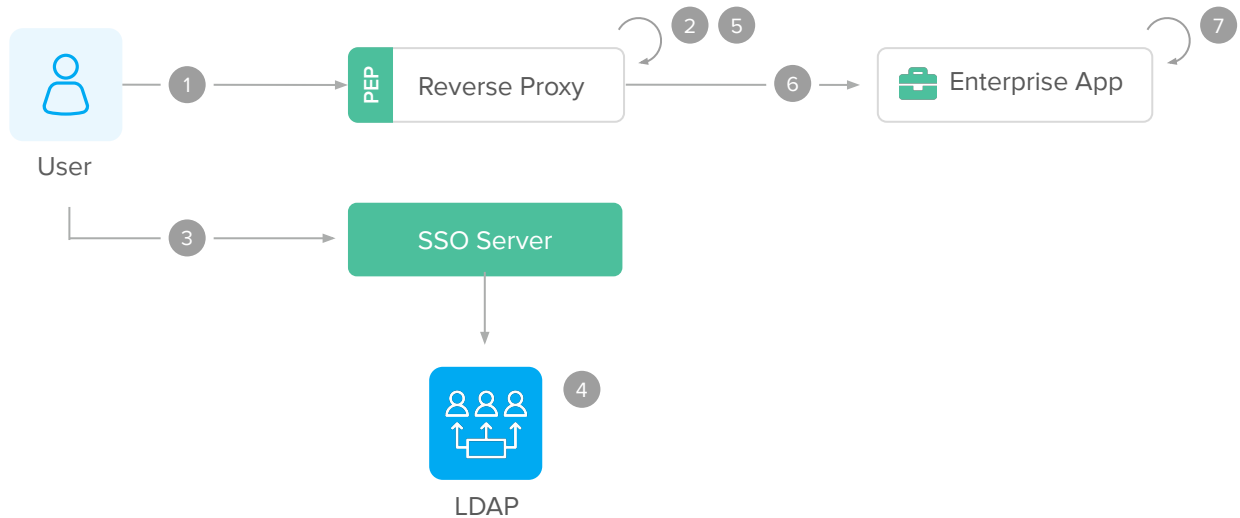 2 5
7
1
PEP
Reverse Proxy
6
Enterprise App
User
3
SSO Server
4
LDAP